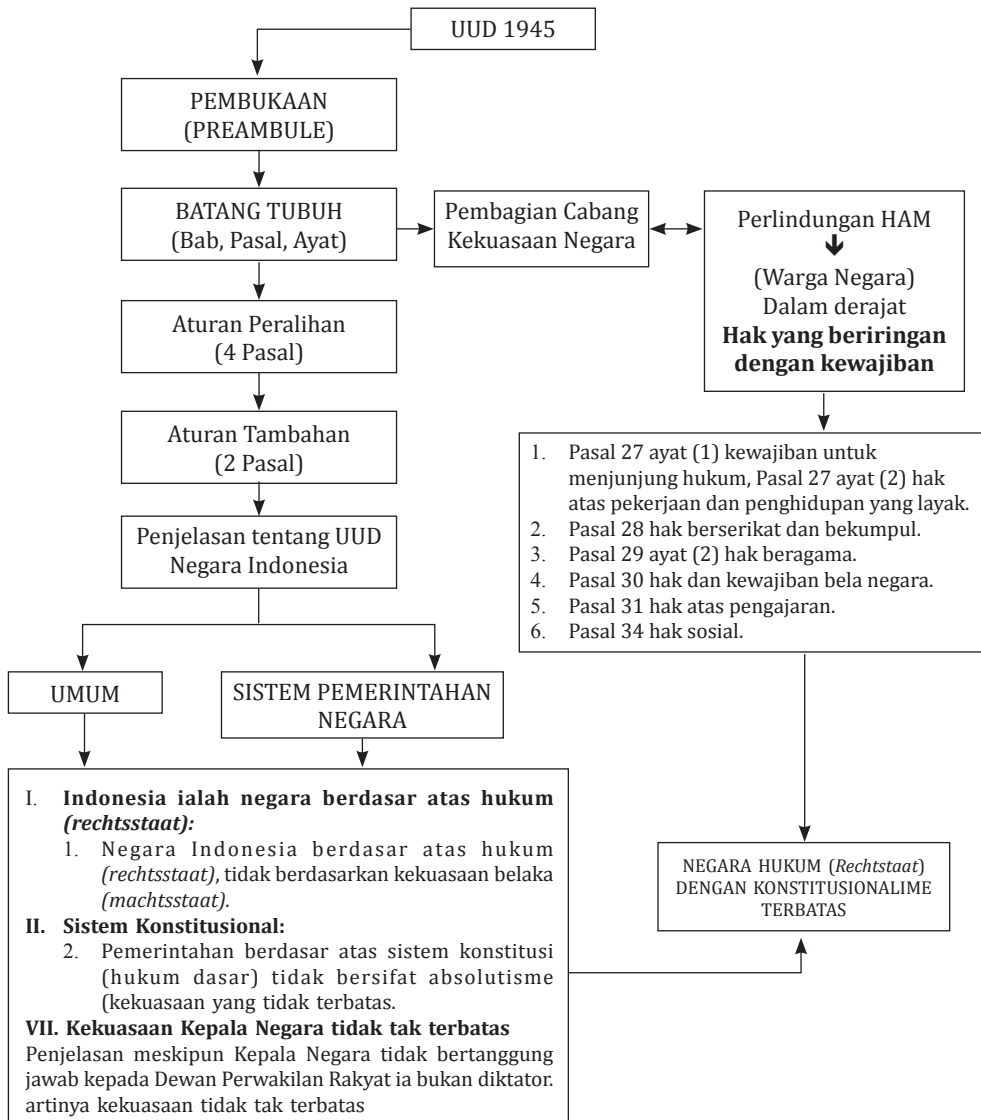 UUD 1945
PEMBUKAAN
(PREAMBULE)
BATANG TUBUH
(Bab, Pasal, Ayat)
Pembagian Cabang
Kekuasaan Negara
Perlindungan HAM
(Warga Negara)
Dalam derajat
Hak yang beriringan
dengan kewajiban
Aturan Peralihan
(4 Pasal)
Aturan Tambahan
(2 Pasal)
Penjelasan tentang UUD
Negara Indonesia
1. Pasal 27 ayat (1) kewajiban untuk
menjunjung hukum, Pasal 27 ayat (2) hak
atas pekerjaan dan penghidupan yang layak.
2. Pasal 28 hak berserikat dan bekumpul.
3. Pasal 29 ayat (2) hak beragama.
4. Pasal 30 hak dan kewajiban bela negara.
5. Pasal 31 hak atas pengajaran.
6. Pasal 34 hak sosial.
UMUM
SISTEM PEMERINTAHAN
NEGARA
I. Indonesia ialah negara berdasar atas hukum
(rechtsstaat):
1. Negara Indonesia berdasar atas hukum
(rechtsstaat), tidak berdasarkan kekuasaan belaka
(machtsstaat).
II. Sistem Konstitusional:
2. Pemerintahan berdasar atas sistem konstitusi
(hukum dasar) tidak bersifat absolutisme
(kekuasaan yang tidak terbatas.
VII. Kekuasaan Kepala Negara tidak tak terbatas
Penjelasan meskipun Kepala Negara tidak bertanggung
jawab kepada Dewan Perwakilan Rakyat ia bukan diktator.
artinya kekuasaan tidak tak terbatas
NEGARA HUKUM (Rechtstaat)
DENGAN KONSTITUSIONALIME
TERBATAS